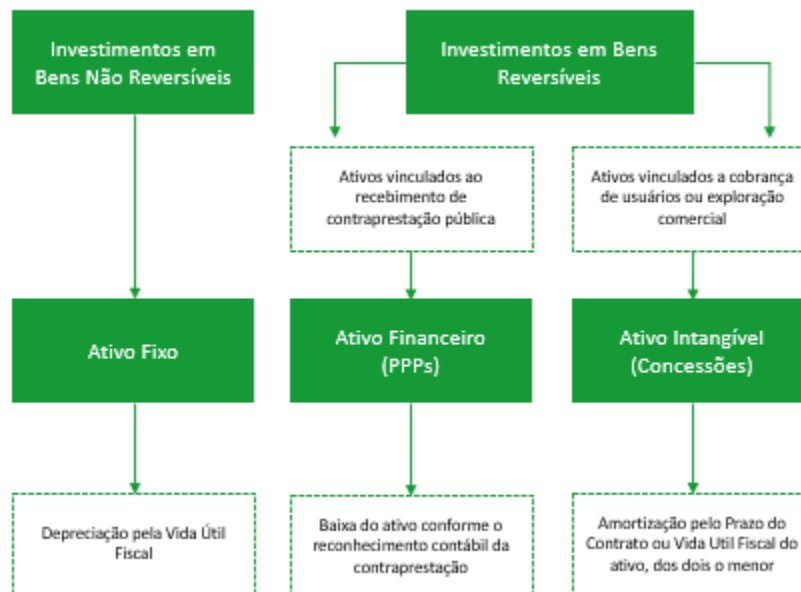 Investimentos em
Bens Não Reversíveis
Investimentos em Bens
Reversíveis
Ativos vinculados ao
recebimento de
contraprestação pública
Ativos vinculados a cobrança
de usuários ou exploração
comercial
Ativo Fixo
Ativo Financeiro
(PPPs)
Ativo Intangível
(Concessões)
Depreciação pela Vida Útil
Fiscal
Baixa do ativo conforme o
reconhecimento contábil da
contraprestação
Amortização pelo Prazo do
Contrato ou Vida Util Fiscal do
ativo, dos dois o menor